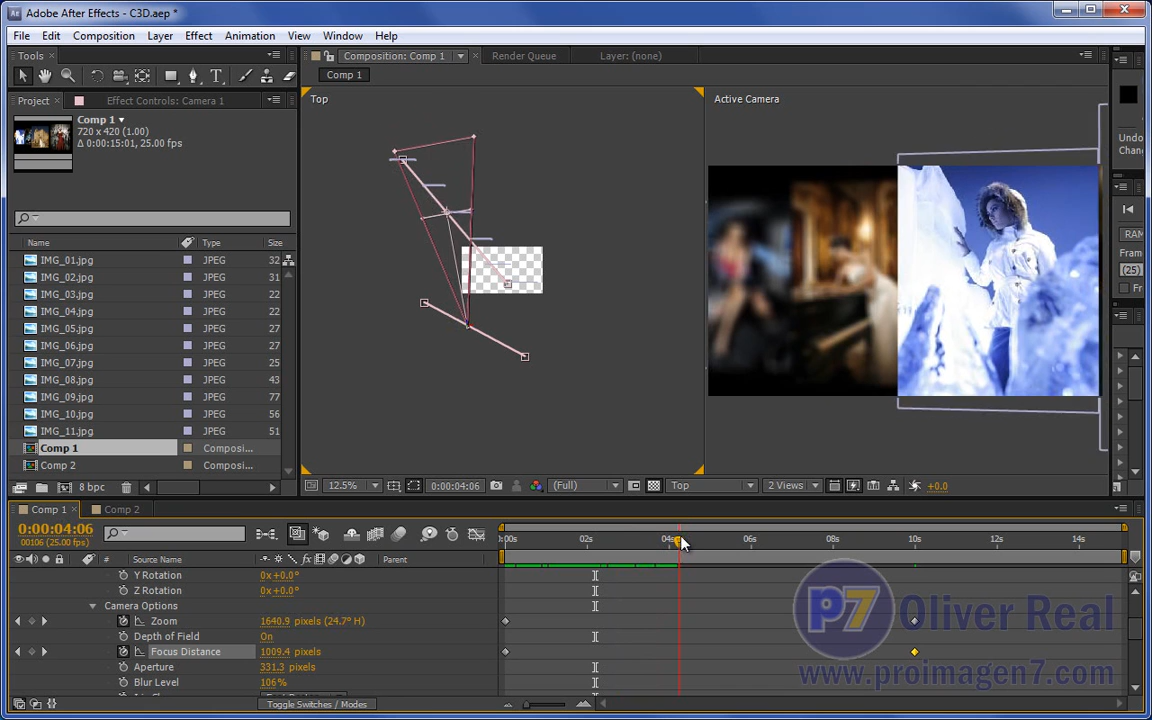 Adobe After Effects - C3D.aep *
File Edit Composition Layer Effect Animation View Window Help
Tools
Composition: Comp 1
Render Queue
Layer: (none)
Comp 1
Project
Effect Controls: Camera 1
Comp 1
720 x 420 (1.00)
Δ 0:00:15:01, 25.00 fps
Top
Active Camera
Undo
Chan
RAM
Fram
(25)
Fr
Name Type Size
IMG_01.jpg JPEG 32
IMG_02.jpg JPEG 32
IMG_03.jpg JPEG 22
IMG_04.jpg JPEG 22
IMG_05.jpg JPEG 27
IMG_06.jpg JPEG 27
IMG_07.jpg JPEG 25
IMG_08.jpg JPEG 43
IMG_09.jpg JPEG 77
IMG_10.jpg JPEG 56
IMG_11.jpg JPEG 51
Comp 1 Composi...
Comp 2 Composi...
8 bpc
12.5% 0:00:04:06 (Full) Top 2 Views +0.0
Comp 1
Comp 2
0:00:04:06
00106 (25.00 fps)
:00s 02s 04s 06s 08s 10s 12s 14s
# Source Name Parent
Y Rotation 0x+0.0°
Z Rotation 0x+0.0°
Camera Options
Zoom 1640.9 pixels (24.7° H)
Depth of Field On
Focus Distance 1009.4 pixels
Aperture 331.3 pixels
Blur Level 106%
Toggle Switches / Modes
p7 Oliver Real
www.proimagen7.com